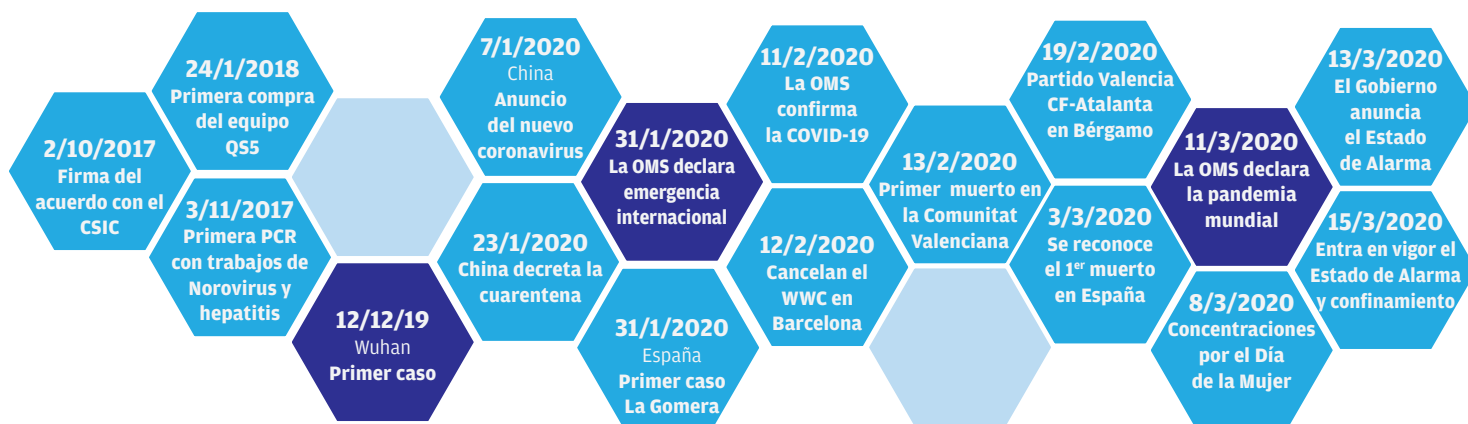 2/10/2017
Firma del
acuerdo con el
CSIC
24/1/2018
Primera compra
del equipo
QS5
3/11/2017
Primera PCR
con trabajos de
Norovirus y
hepatitis
12/12/19
Wuhan
Primer caso
7/1/2020
China
Anuncio
del nuevo
coronavirus
23/1/2020
China decreta la
cuarentena
31/1/2020
La OMS declara
emergencia
internacional
31/1/2020
España
Primer caso
La Gomera
11/2/2020
La OMS
confirma
la COVID-19
12/2/2020
Cancelan el
WWC en
Barcelona
13/2/2020
Primer muerto en
la Comunitat
Valenciana
19/2/2020
Partido Valencia
CF-Atalanta
en Bérgamo
3/3/2020
Se reconoce
el 1er muerto
en España
11/3/2020
La OMS declara
la pandemia
mundial
8/3/2020
Concentraciones
por el Día
de la Mujer
13/3/2020
El Gobierno
anuncia
el Estado
de Alarma
15/3/2020
Entra en vigor el
Estado de Alarma
y confinamiento